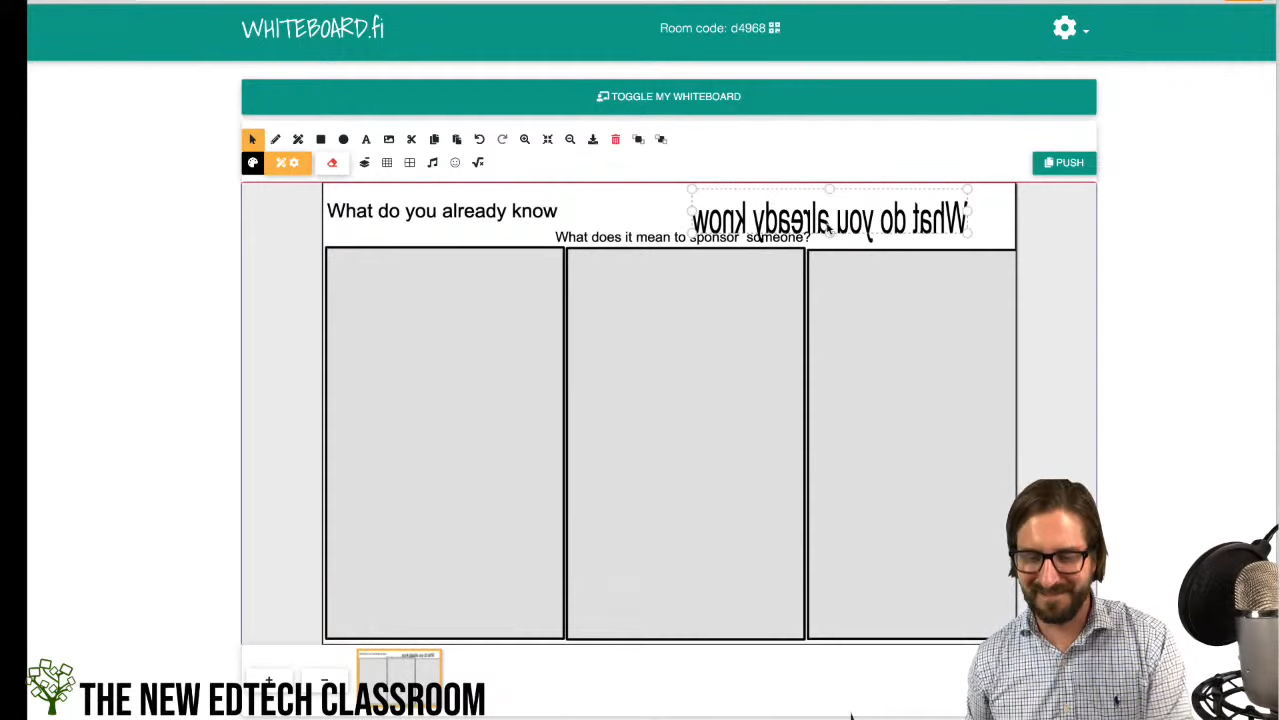 WHITEBOARD.fi
Room code: d4968
TOGGLE MY WHITEBOARD
A
PUSH
What do you already know
What do you already know
What does it mean to sponsor someone?
+
-
THE NEW EDTECH CLASSROOM